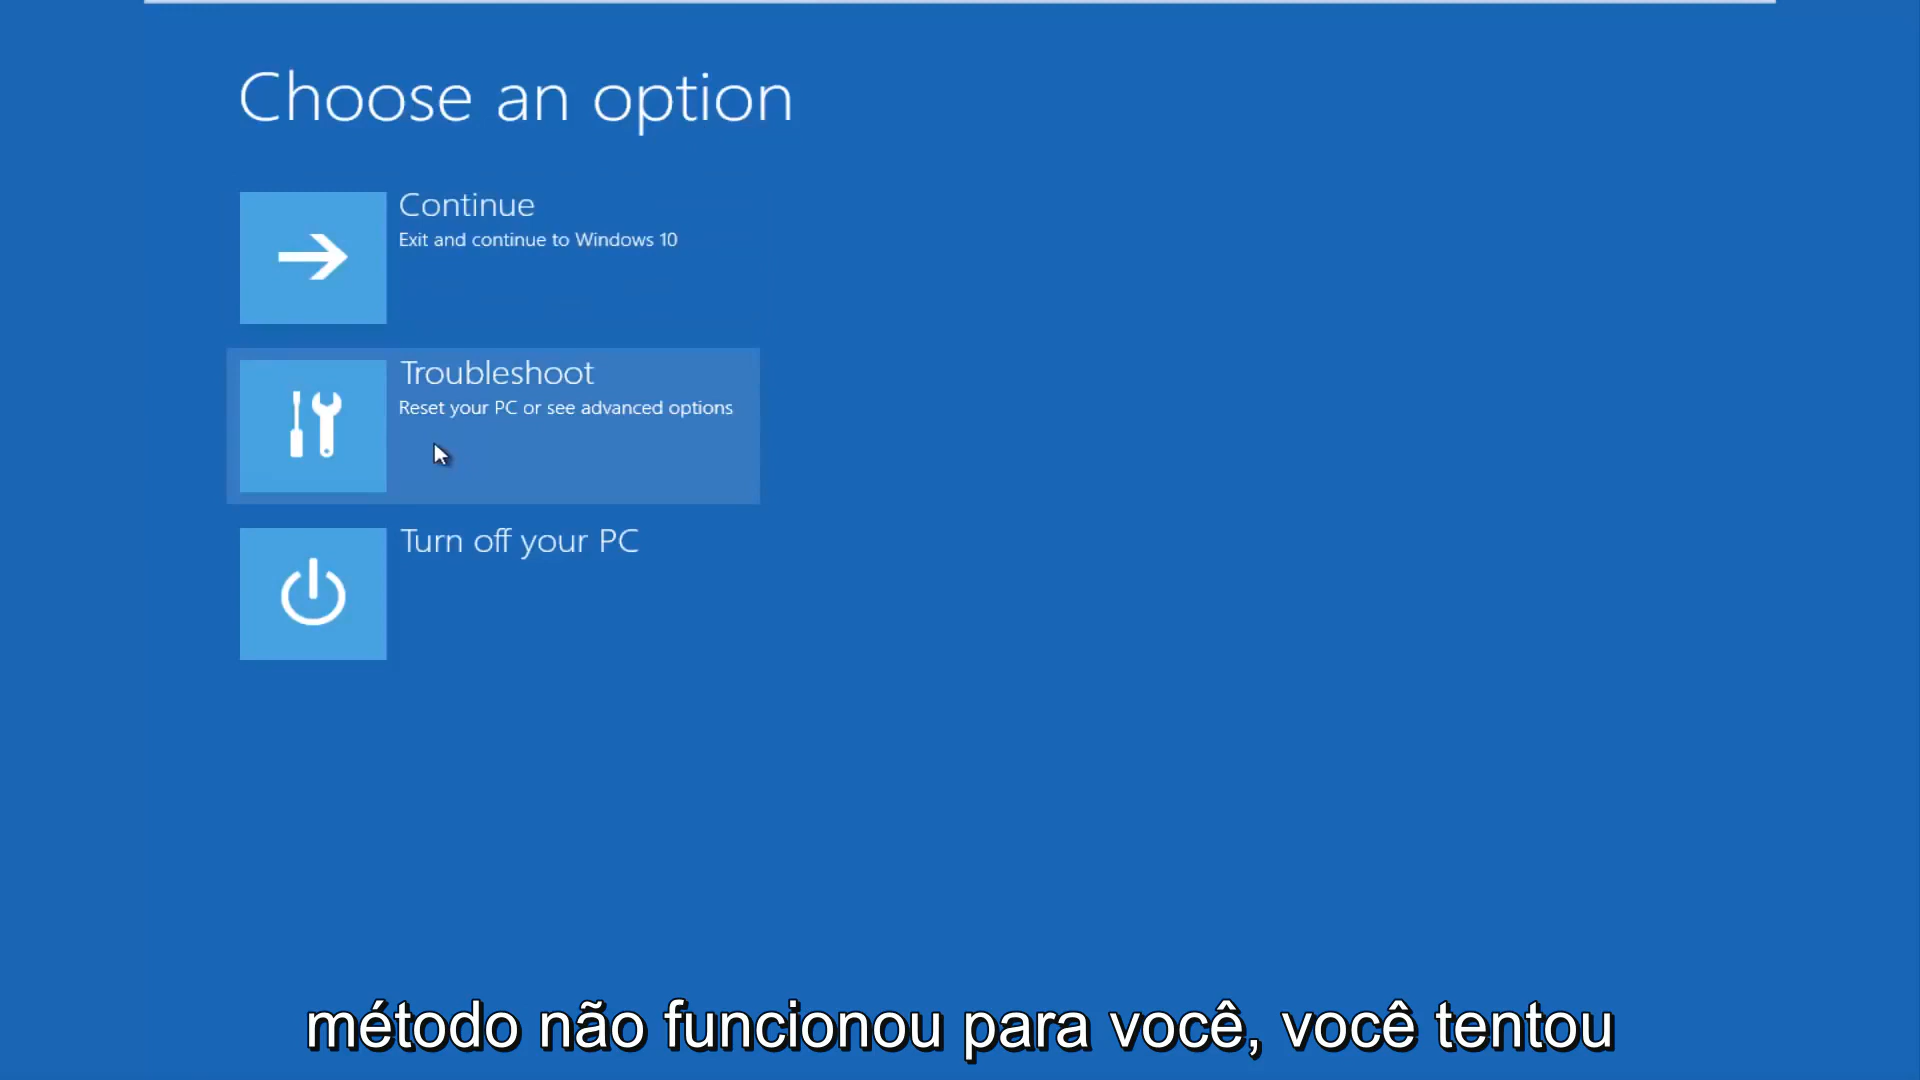 Choose an option
Continue
Exit and continue to Windows 10
Troubleshoot
Reset your PC or see advanced options
Turn off your PC
método não funcionou para você, você tentou